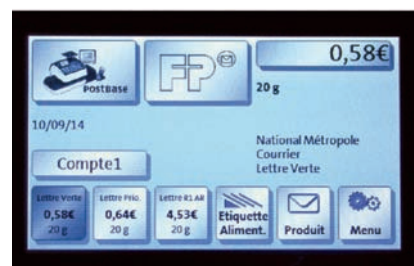 PostBase
FP®
0,58€
20 g
10/09/14
National Métropole
Courrier
Lettre Verte
Compte1
Lettre Verte
0,58€
20 g
Lettre Prio.
0,64€
20 g
Lettre R1 AR
4,53€
20 g
Etiquette
Aliment.
Produit
Menu